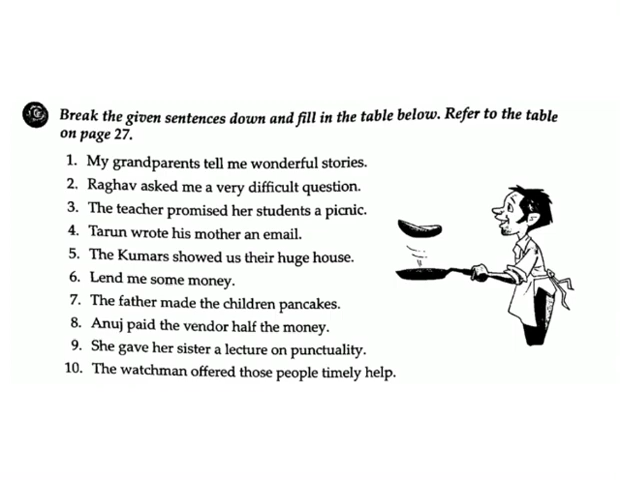 Break the given sentences down and fill in the table below. Refer to the table
on page 27.
1. My grandparents tell me wonderful stories.
2. Raghav asked me a very difficult question.
3. The teacher promised her students a picnic.
4. Tarun wrote his mother an email.
5. The Kumars showed us their huge house.
6. Lend me some money.
7. The father made the children pancakes.
8. Anuj paid the vendor half the money.
9. She gave her sister a lecture on punctuality.
10. The watchman offered those people timely help.